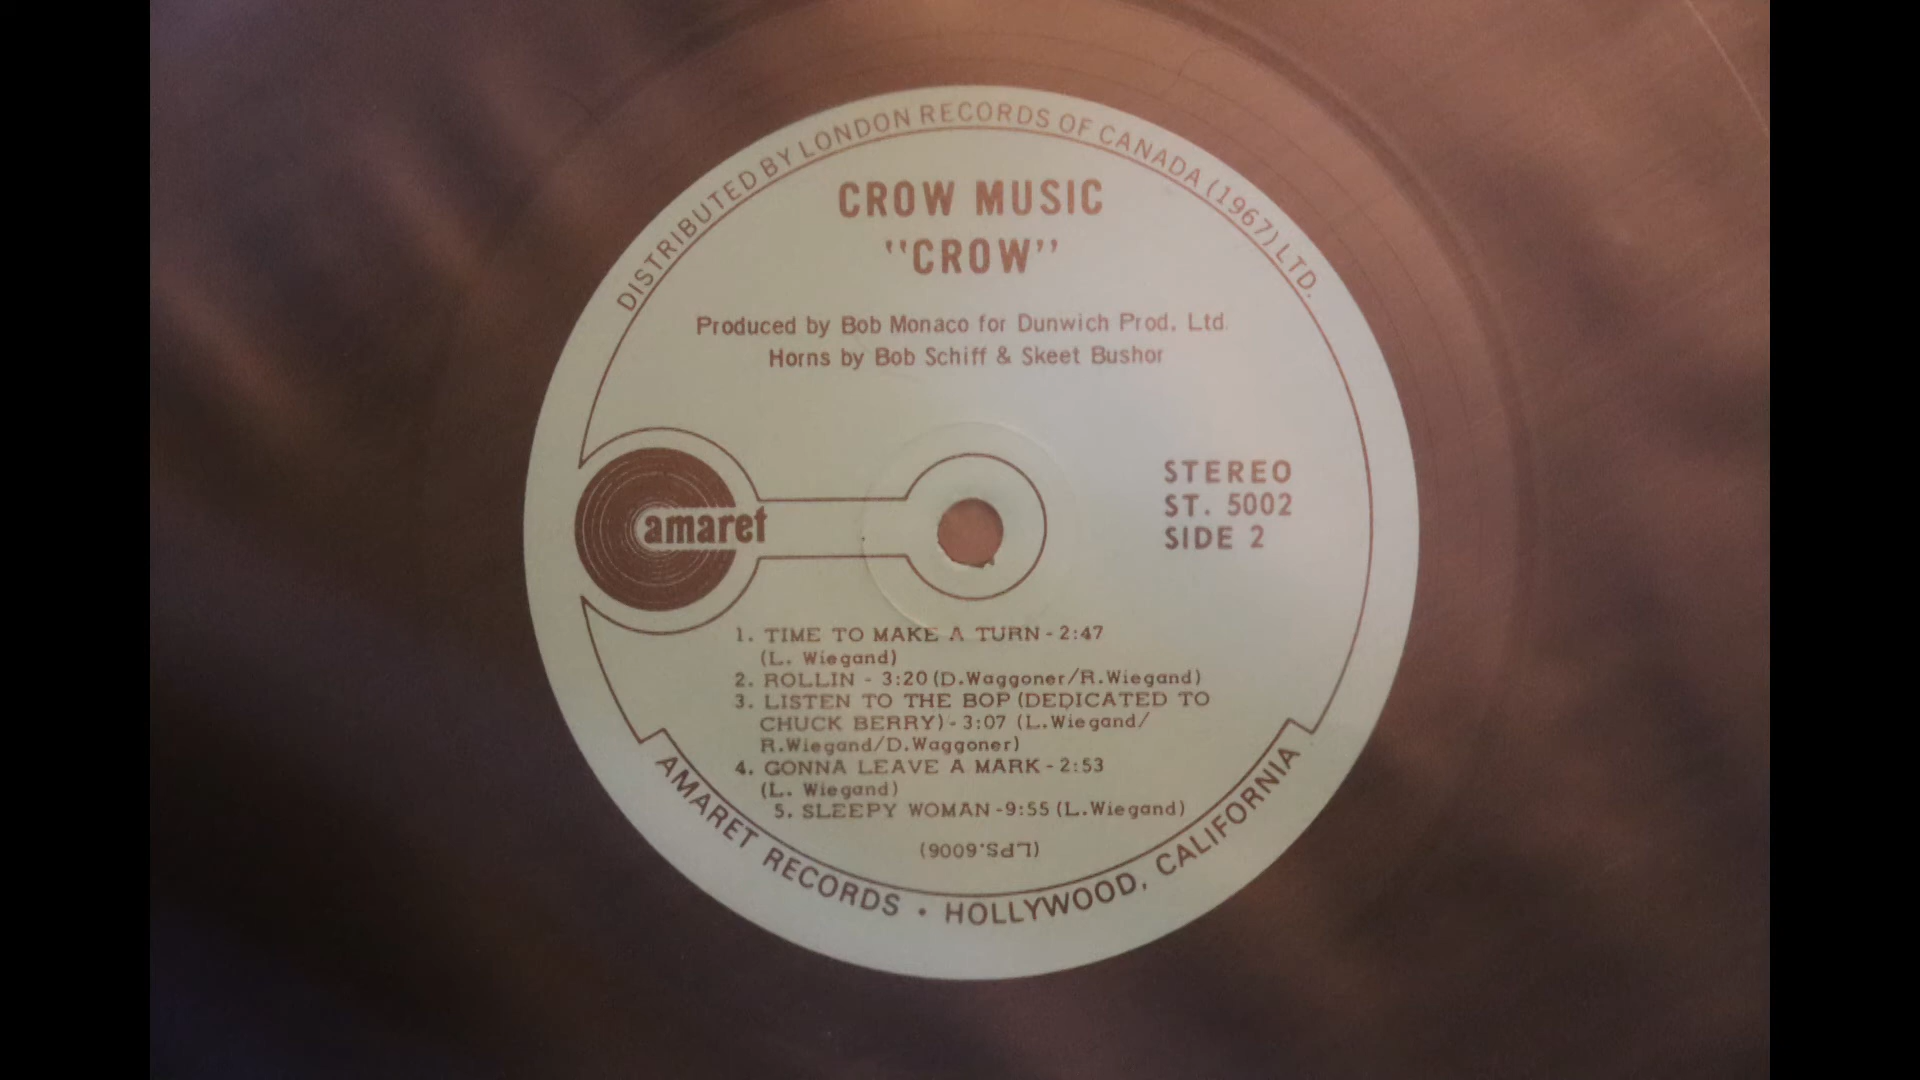 DISTRIBUTED BY LONDON RECORDS OF CANADA (1967) LTD.
CROW MUSIC
"CROW"
Produced by Bob Monaco for Dunwich Prod. Ltd.
Horns by Bob Schiff & Skeet Bushor
amaret
STEREO
ST. 5002
SIDE 2
1. TIME TO MAKE A TURN - 2:47
(L. Wiegand)
2. ROLLIN - 3:20 (D.Waggoner/R.Wiegand)
3. LISTEN TO THE BOP (DEDICATED TO
CHUCK BERRY) - 3:07 (L.Wiegand/
R.Wiegand/D.Waggoner)
4. GONNA LEAVE A MARK - 2:53
(L. Wiegand)
5. SLEEPY WOMAN - 9:55 (L.Wiegand)
(LPS.6006)
AMARET RECORDS • HOLLYWOOD, CALIFORNIA